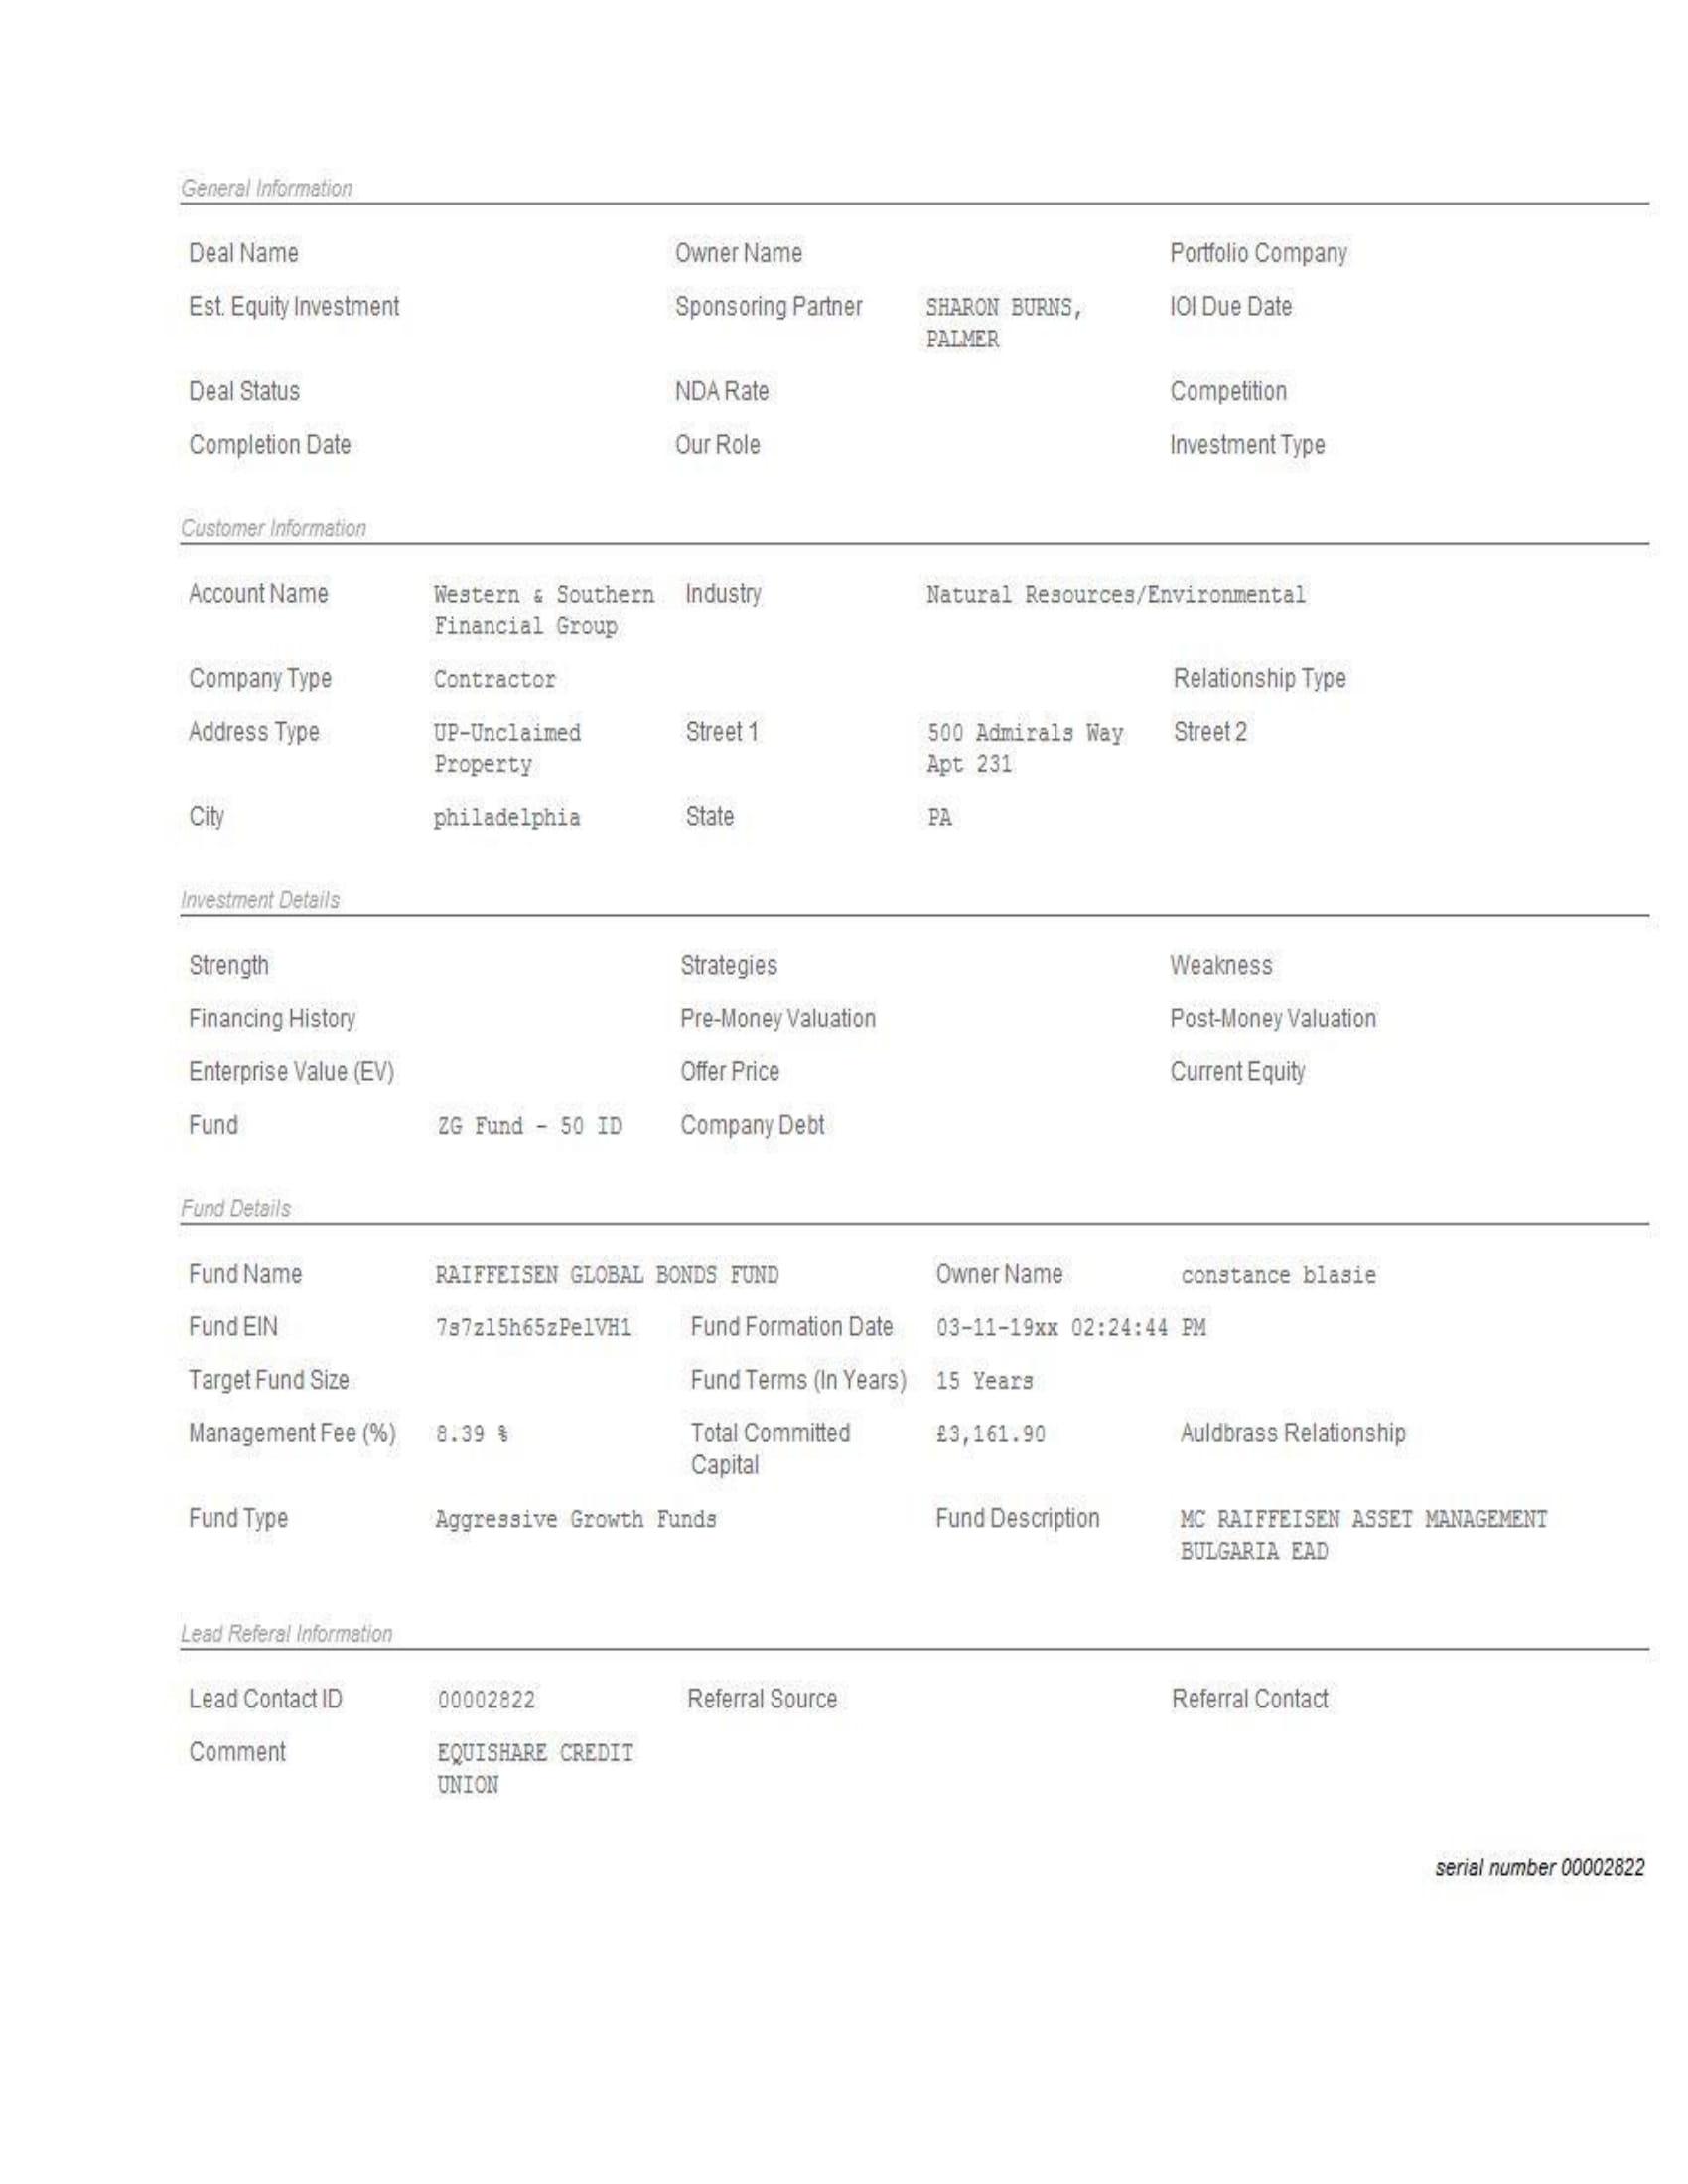 General Information
Deal Name Owner Name Portfolio Company
Est. Equity Investment Sponsoring Partner SHARON BURNS, IOI Due Date
PALMER
Deal Status NDA Rate Competition
Completion Date Our Role Investment Type
Customer Information
Account Name Western & Southern Industry Natural Resources/Environmental
Financial Group
Company Type Contractor Relationship Type
Address Type UP-Unclaimed Street 1 500 Admirals Way Street 2
Property Apt 231
City philadelphia State PA
Investment Details
Strength Strategies Weakness
Financing History Pre-Money Valuation Post-Money Valuation
Enterprise Value (EV) Offer Price Current Equity
Fund ZG Fund - 50 ID Company Debt
Fund Details
Fund Name RAIFFEISEN GLOBAL BONDS FUND Owner Name constance blasie
Fund EIN 7s7zl5h65zPelVH1 Fund Formation Date 03-11-19xx 02:24:44 PM
Target Fund Size Fund Terms (In Years) 15 Years
Management Fee (%) 8.39 % Total Committed £3,161.90 Auldbrass Relationship
Capital
Fund Type Aggressive Growth Funds Fund Description MC RAIFFEISEN ASSET MANAGEMENT
BULGARIA EAD
Lead Referal Information
Lead Contact ID 00002822 Referral Source Referral Contact
Comment EQUISHARE CREDIT
UNION
serial number 00002822